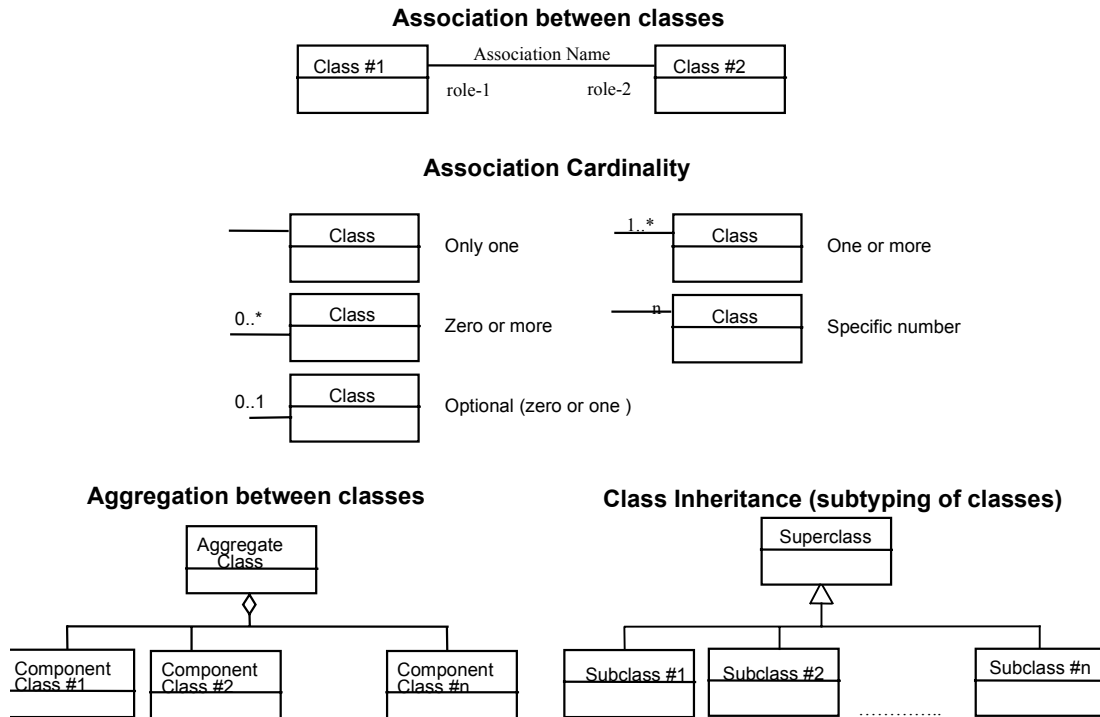 Association between classes
Class #1
Association Name
Class #2
role-1
role-2
Association Cardinality
Class
Only one
1..*
Class
One or more
0..*
Class
Zero or more
n
Class
Specific number
0..1
Class
Optional (zero or one )
Aggregation between classes
Class Inheritance (subtyping of classes)
Aggregate
Class
Superclass
Component
Class #1
Component
Class #2
Component
Class #n
Subclass #1
Subclass #2
Subclass #n
…………..